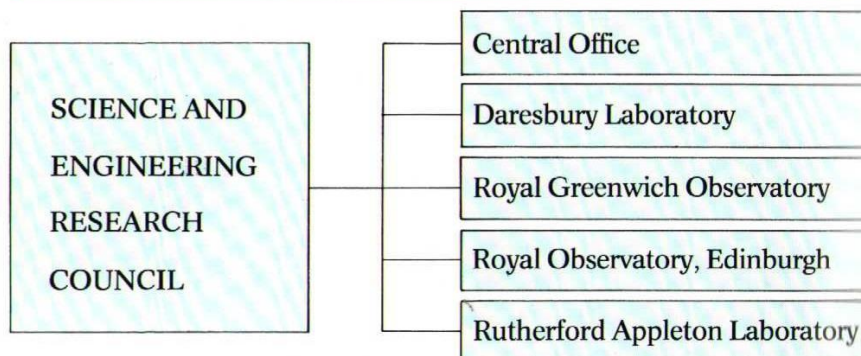 SCIENCE AND
ENGINEERING
RESEARCH
COUNCIL
Central Office
Daresbury Laboratory
Royal Greenwich Observatory
Royal Observatory, Edinburgh
Rutherford Appleton Laboratory